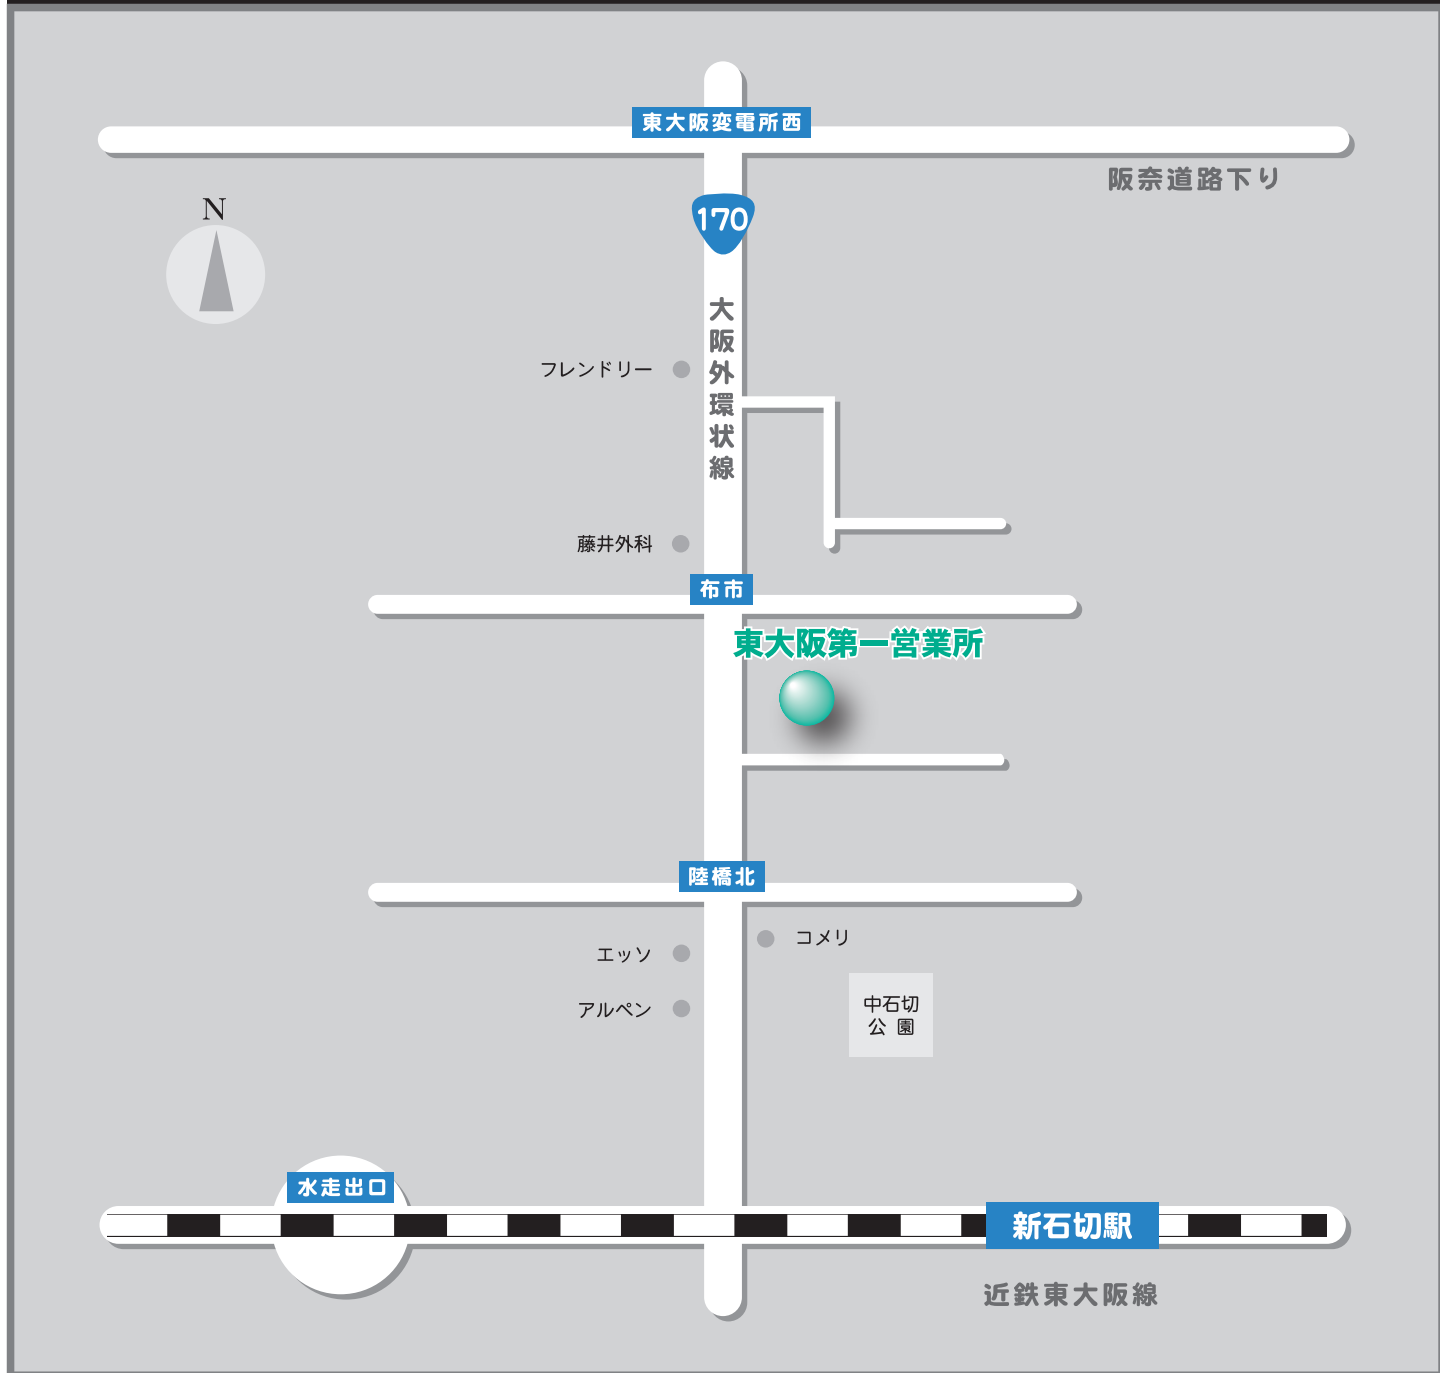 東大阪変電所西
阪奈道路下り
N
170
大阪外環状線
フレンドリー
藤井外科
布市
東大阪第一営業所
陸橋北
コメリ
エッソ
アルペン
中石切
公園
水走出口
新石切駅
近鉄東大阪線